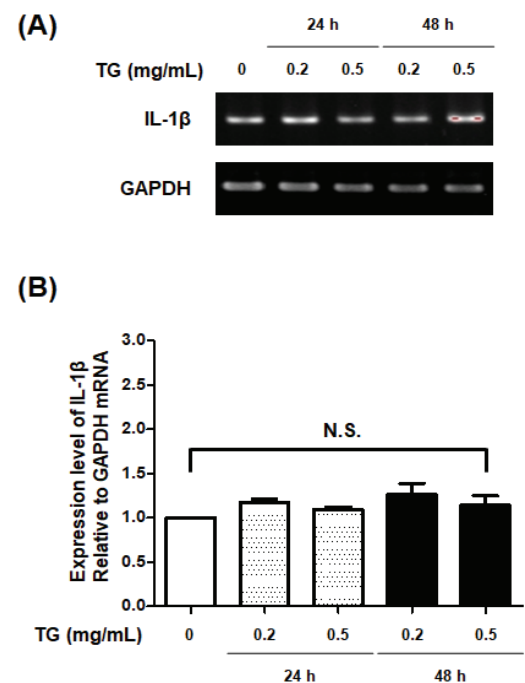 (A)
24 h 48 h
TG (mg/mL) 0 0.2 0.5 0.2 0.5
IL-1β
GAPDH
(B)
Expression level of IL-1β
Relative to GAPDH mRNA
3.0
2.5
2.0
1.5
1.0
0.5
0.0
N.S.
TG (mg/mL) 0 0.2 0.5 0.2 0.5
24 h 48 h